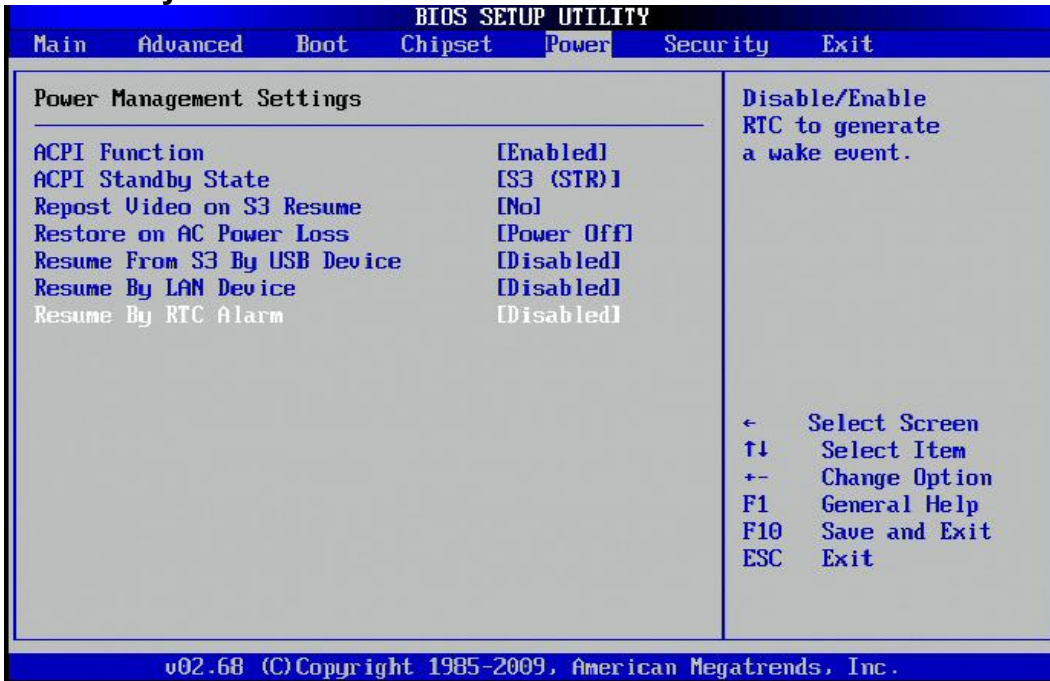 BIOS SETUP UTILITY
Main Advanced Boot Chipset Power Security Exit
Power Management Settings
ACPI Function [Enabled]
ACPI Standby State [S3 (STR)]
Repost Video on S3 Resume [No]
Restore on AC Power Loss [Power Off]
Resume From S3 By USB Device [Disabled]
Resume By LAN Device [Disabled]
Resume By RTC Alarm [Disabled]
Disable/Enable
RTC to generate
a wake event.
← Select Screen
↑↓ Select Item
+- Change Option
F1 General Help
F10 Save and Exit
ESC Exit
v02.68 (C)Copyright 1985-2009, American Megatrends, Inc.